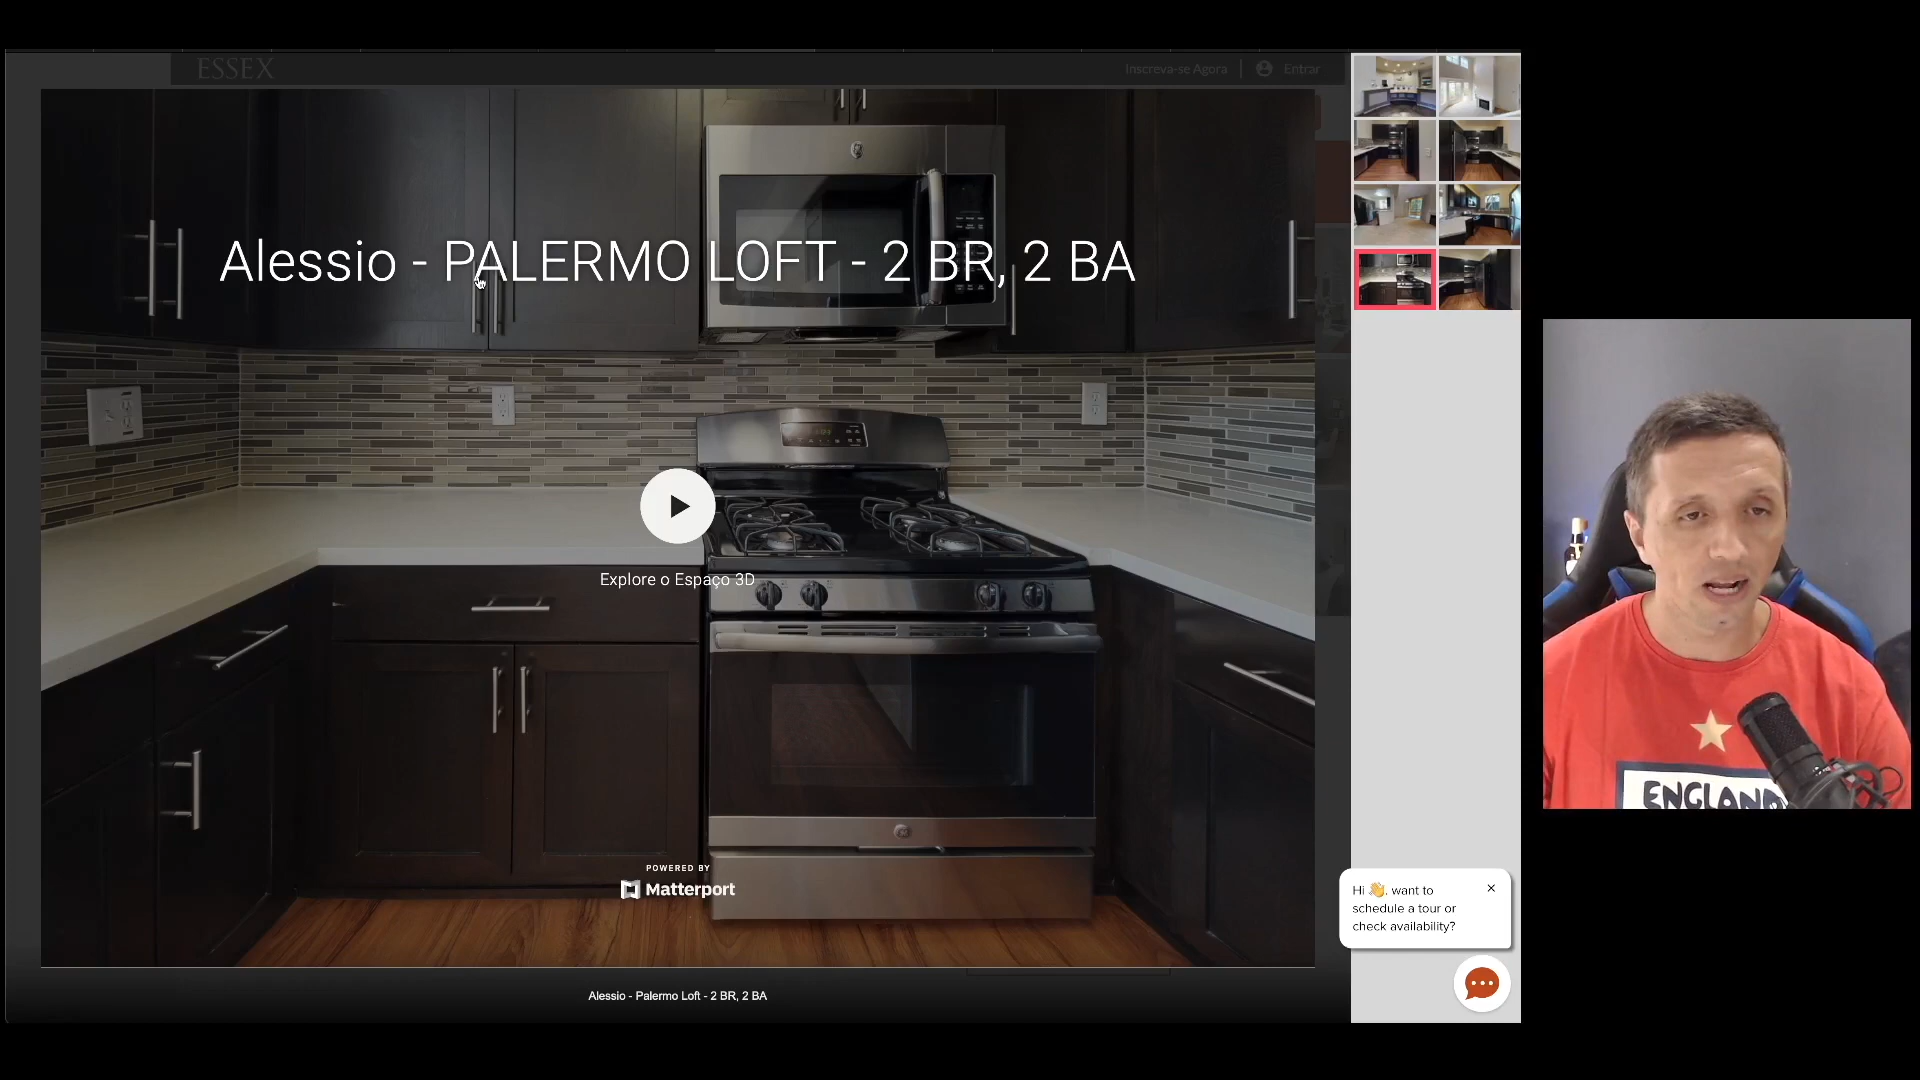 ESSEX
Inscreva-se Agora
Entrar
Alessio - PALERMO LOFT - 2 BR, 2 BA
Explore o Espaço 3D
POWERED BY
Matterport
Alessio - Palermo Loft - 2 BR, 2 BA
Hi 👋, want to
schedule a tour or
check availability?
ENGLAND